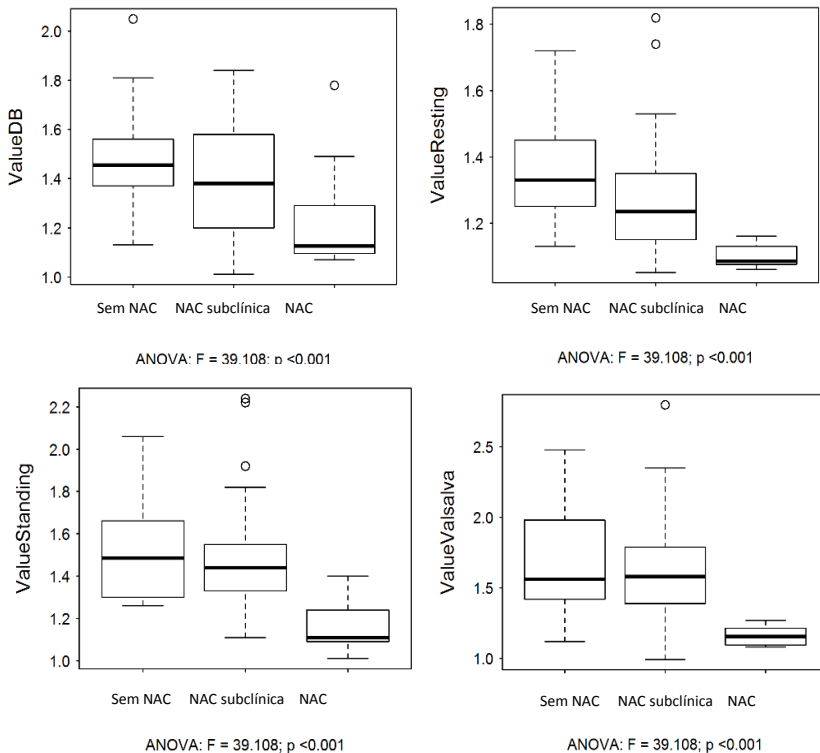 ValueDB
2.0
1.8
1.6
1.4
1.2
1.0
Sem NAC NAC subclínica NAC
ANOVA: F = 39.108; p <0.001
ValueResting
1.8
1.6
1.4
1.2
Sem NAC NAC subclínica NAC
ANOVA: F = 39.108; p <0.001
ValueStanding
2.2
2.0
1.8
1.6
1.4
1.2
1.0
Sem NAC NAC subclínica NAC
ANOVA: F = 39.108; p <0.001
ValueValsalva
2.5
2.0
1.5
1.0
Sem NAC NAC subclínica NAC
ANOVA: F = 39.108; p <0.001